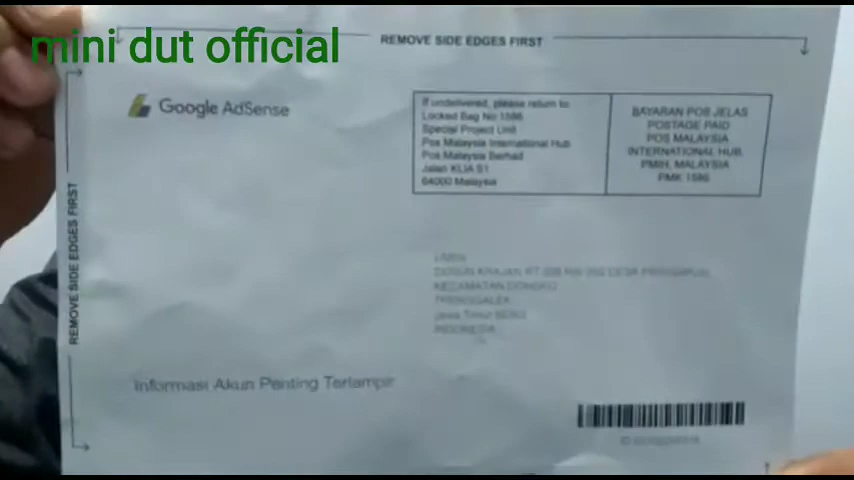 mini dut official
REMOVE SIDE EDGES FIRST
Google AdSense
If undelivered, please return to:
Locked Bag No 1586
Special Project Unit
Pos Malaysia International Hub
Pos Malaysia Berhad
Jalan KLIA S1
64000 Malaysia
BAYARAN POS JELAS
POSTAGE PAID
POS MALAYSIA
INTERNATIONAL HUB
PMIH, MALAYSIA
PMK 1586
REMOVE SIDE EDGES FIRST
KECAMATAN DONGKO
TRENGGALEK
Jawa Timur
INDONESIA
Informasi Akun Penting Terlampir